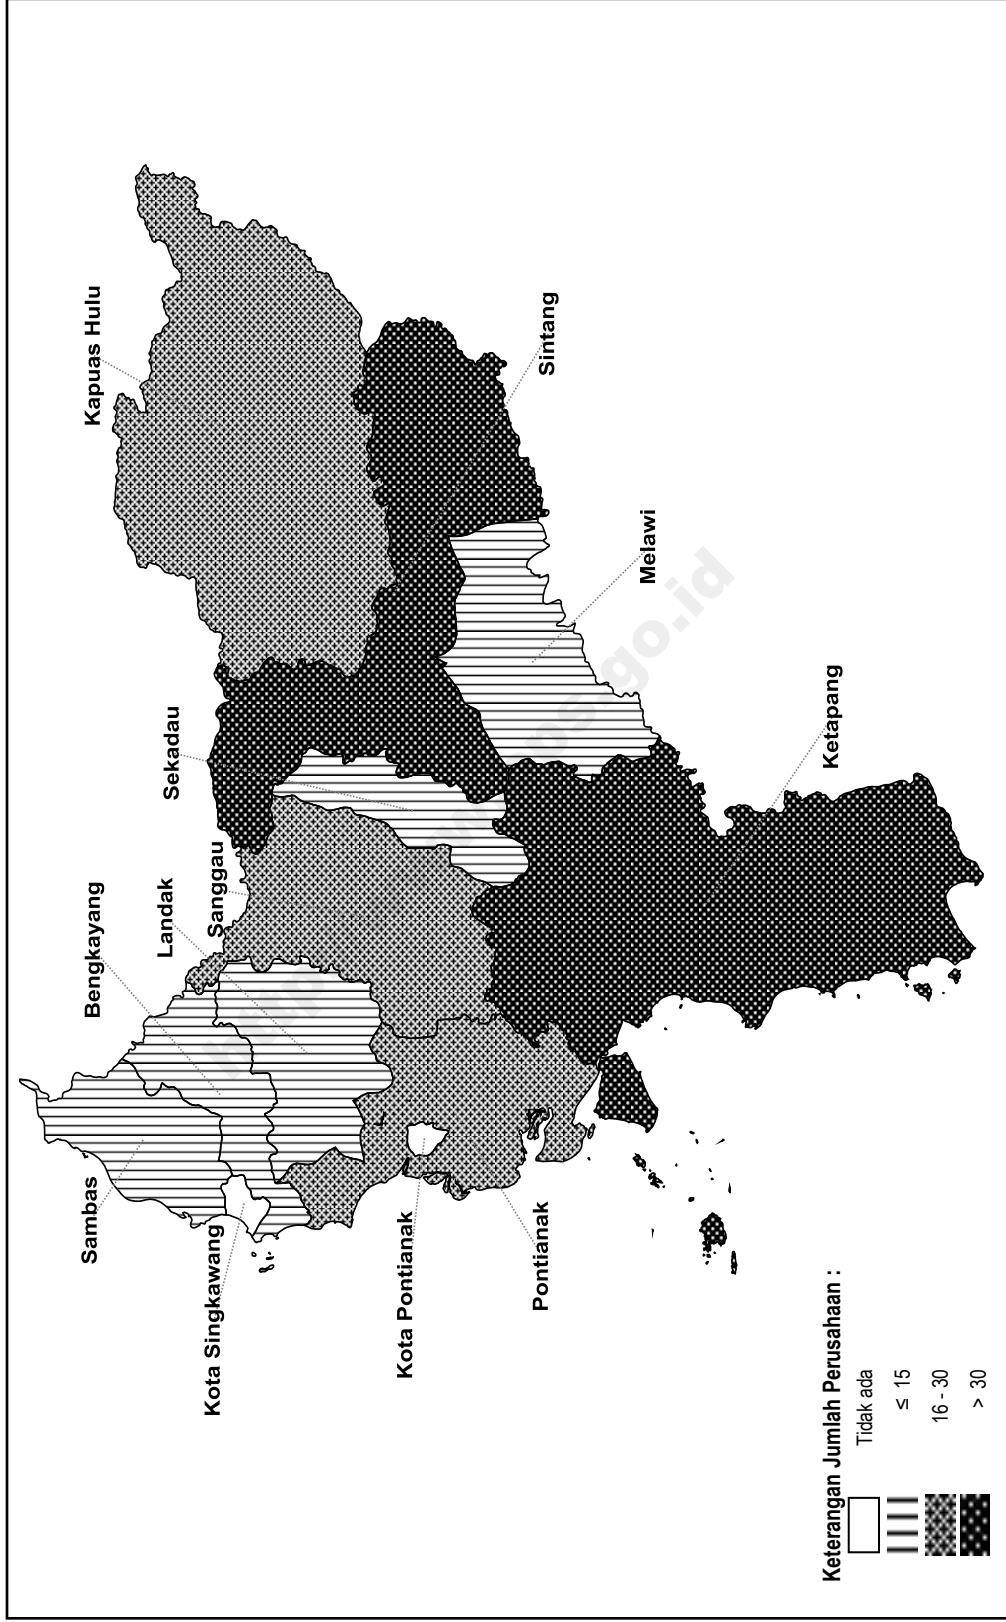 Kapuas Hulu
Sintang
Melawi
Sekadau
Ketapang
Sanggau
Landak
Bengkayang
Sambas
Kota Singkawang
Kota Pontianak
Pontianak
Keterangan Jumlah Perusahaan :
Tidak ada
≤ 15
16 - 30
> 30